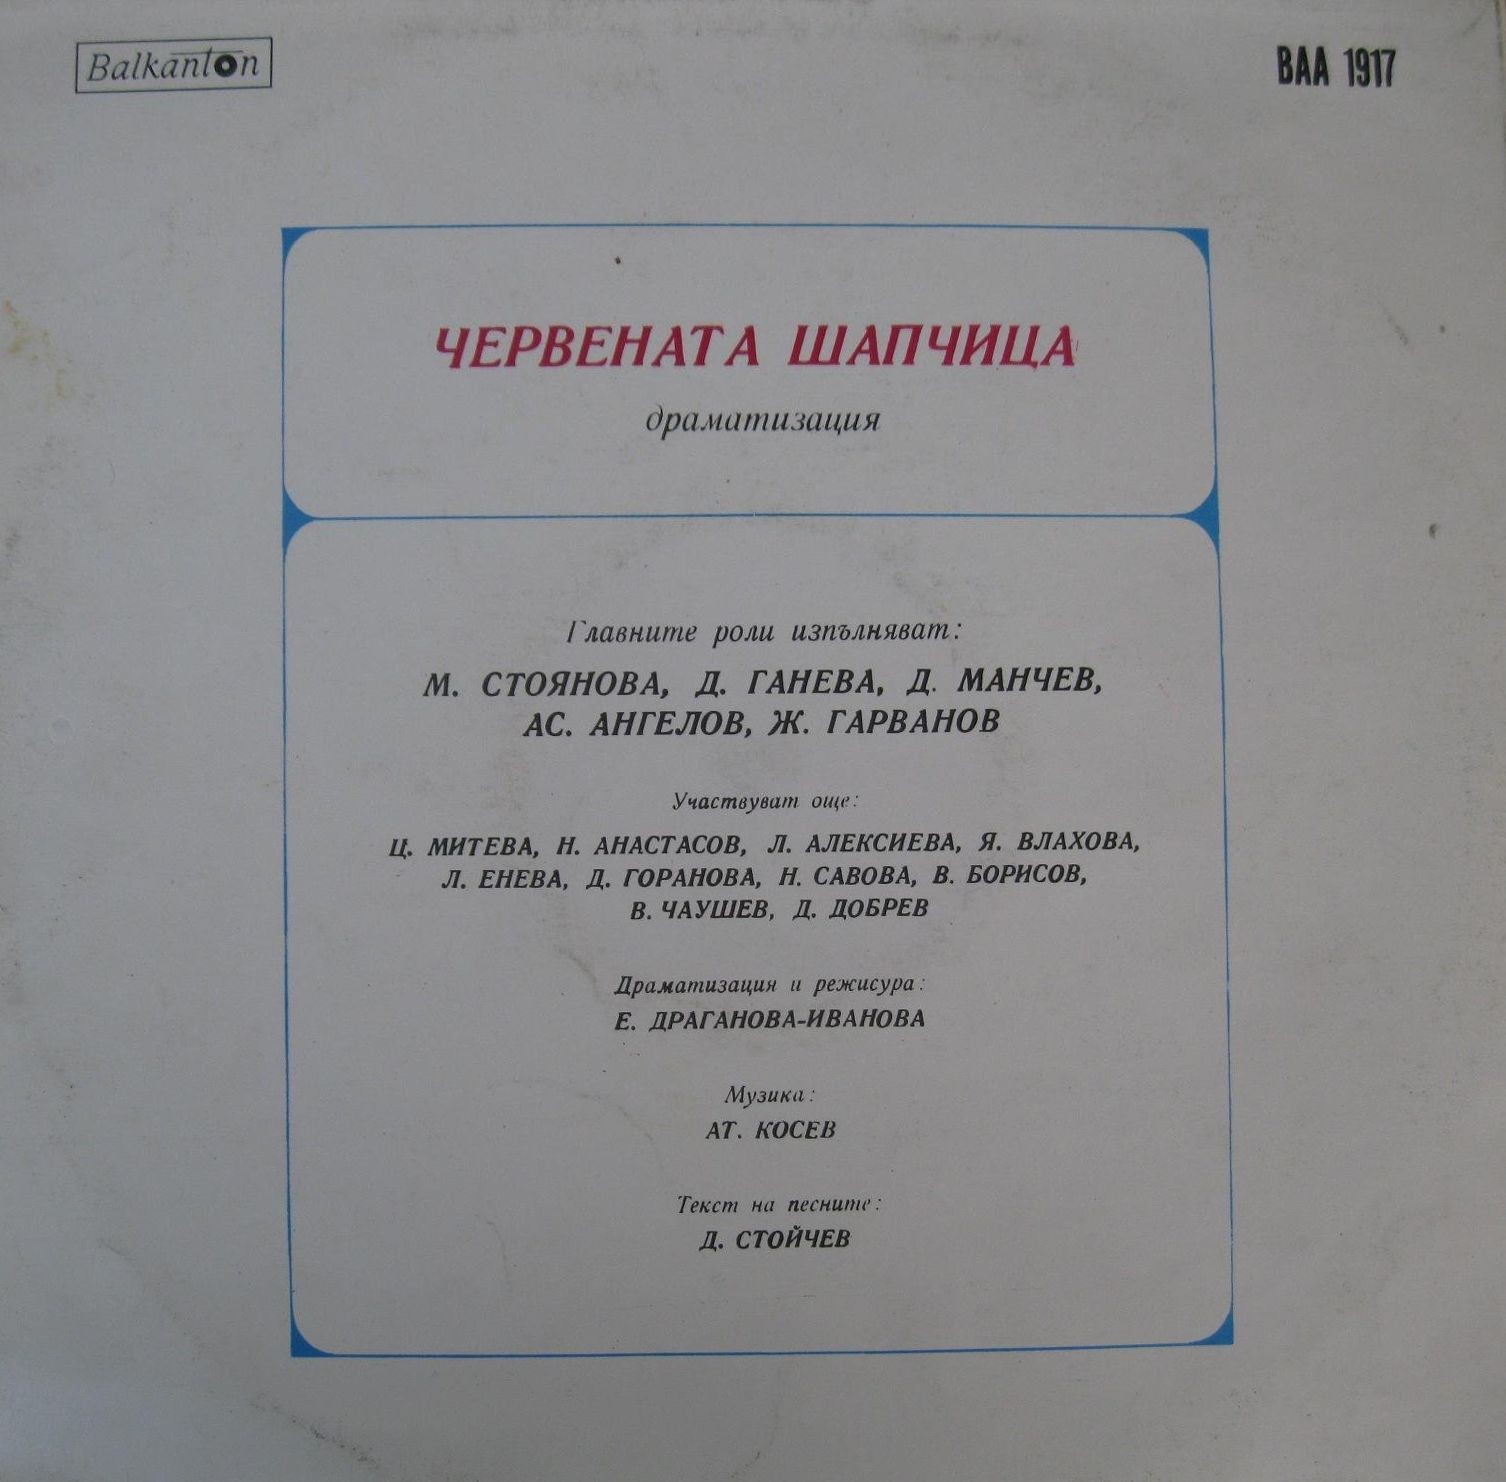 Balkanton
ВАА 1917
ЧЕРВЕНАТА ШАПЧИЦА
драматизация
Главните роли изпълняват:
М. СТОЯНОВА, Д. ГАНЕВА, Д. МАНЧЕВ,
АС. АНГЕЛОВ, Ж. ГАРВАНОВ
Участвуват още:
Ц. МИТЕВА, Н. АНАСТАСОВ, Л. АЛЕКСИЕВА, Я. ВЛАХОВА,
Л. ЕНЕВА, Д. ГОРАНОВА, Н. САВОВА, В. БОРИСОВ,
В. ЧАУШЕВ, Д. ДОБРЕВ
Драматизация и режисура:
Е. ДРАГАНОВА-ИВАНОВА
Музика:
АТ. КОСЕВ
Текст на песните:
Д. СТОЙЧЕВ